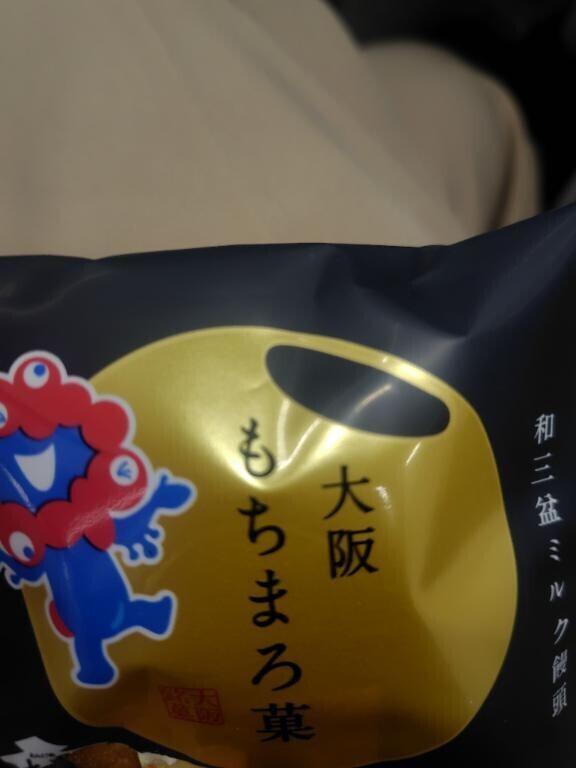 和三盆ミルク饅頭
大阪
もちまろ菓